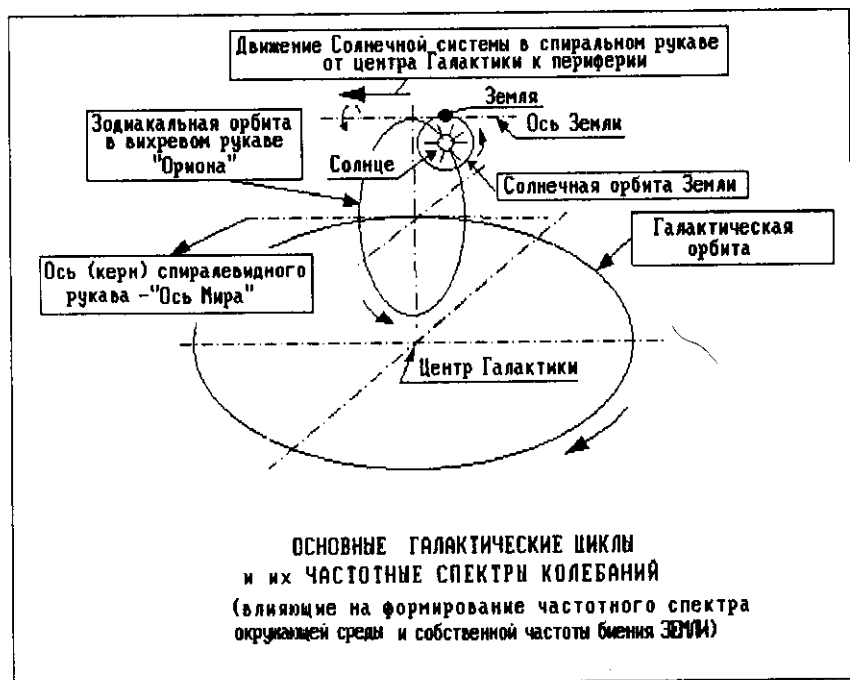 Движение Солнечной системы в спиральном рукаве
от центра Галактики к периферии
Земля
Ось Земли
Зодиакальная орбита
в вихревом рукаве
"Ориона"
Солнце
Солнечная орбита Земли
Галактическая
орбита
Ось (керн) спиралевидного
рукава -"Ось Мира"
Центр Галактики
ОСНОВНЫЕ ГАЛАКТИЧЕСКИЕ ЦИКЛЫ
и их ЧАСТОТНЫЕ СПЕКТРЫ КОЛЕБАНИЙ
(влияющие на формирование частотного спектра
окружающей среды и собственной частоты биения ЗЕМЛИ)